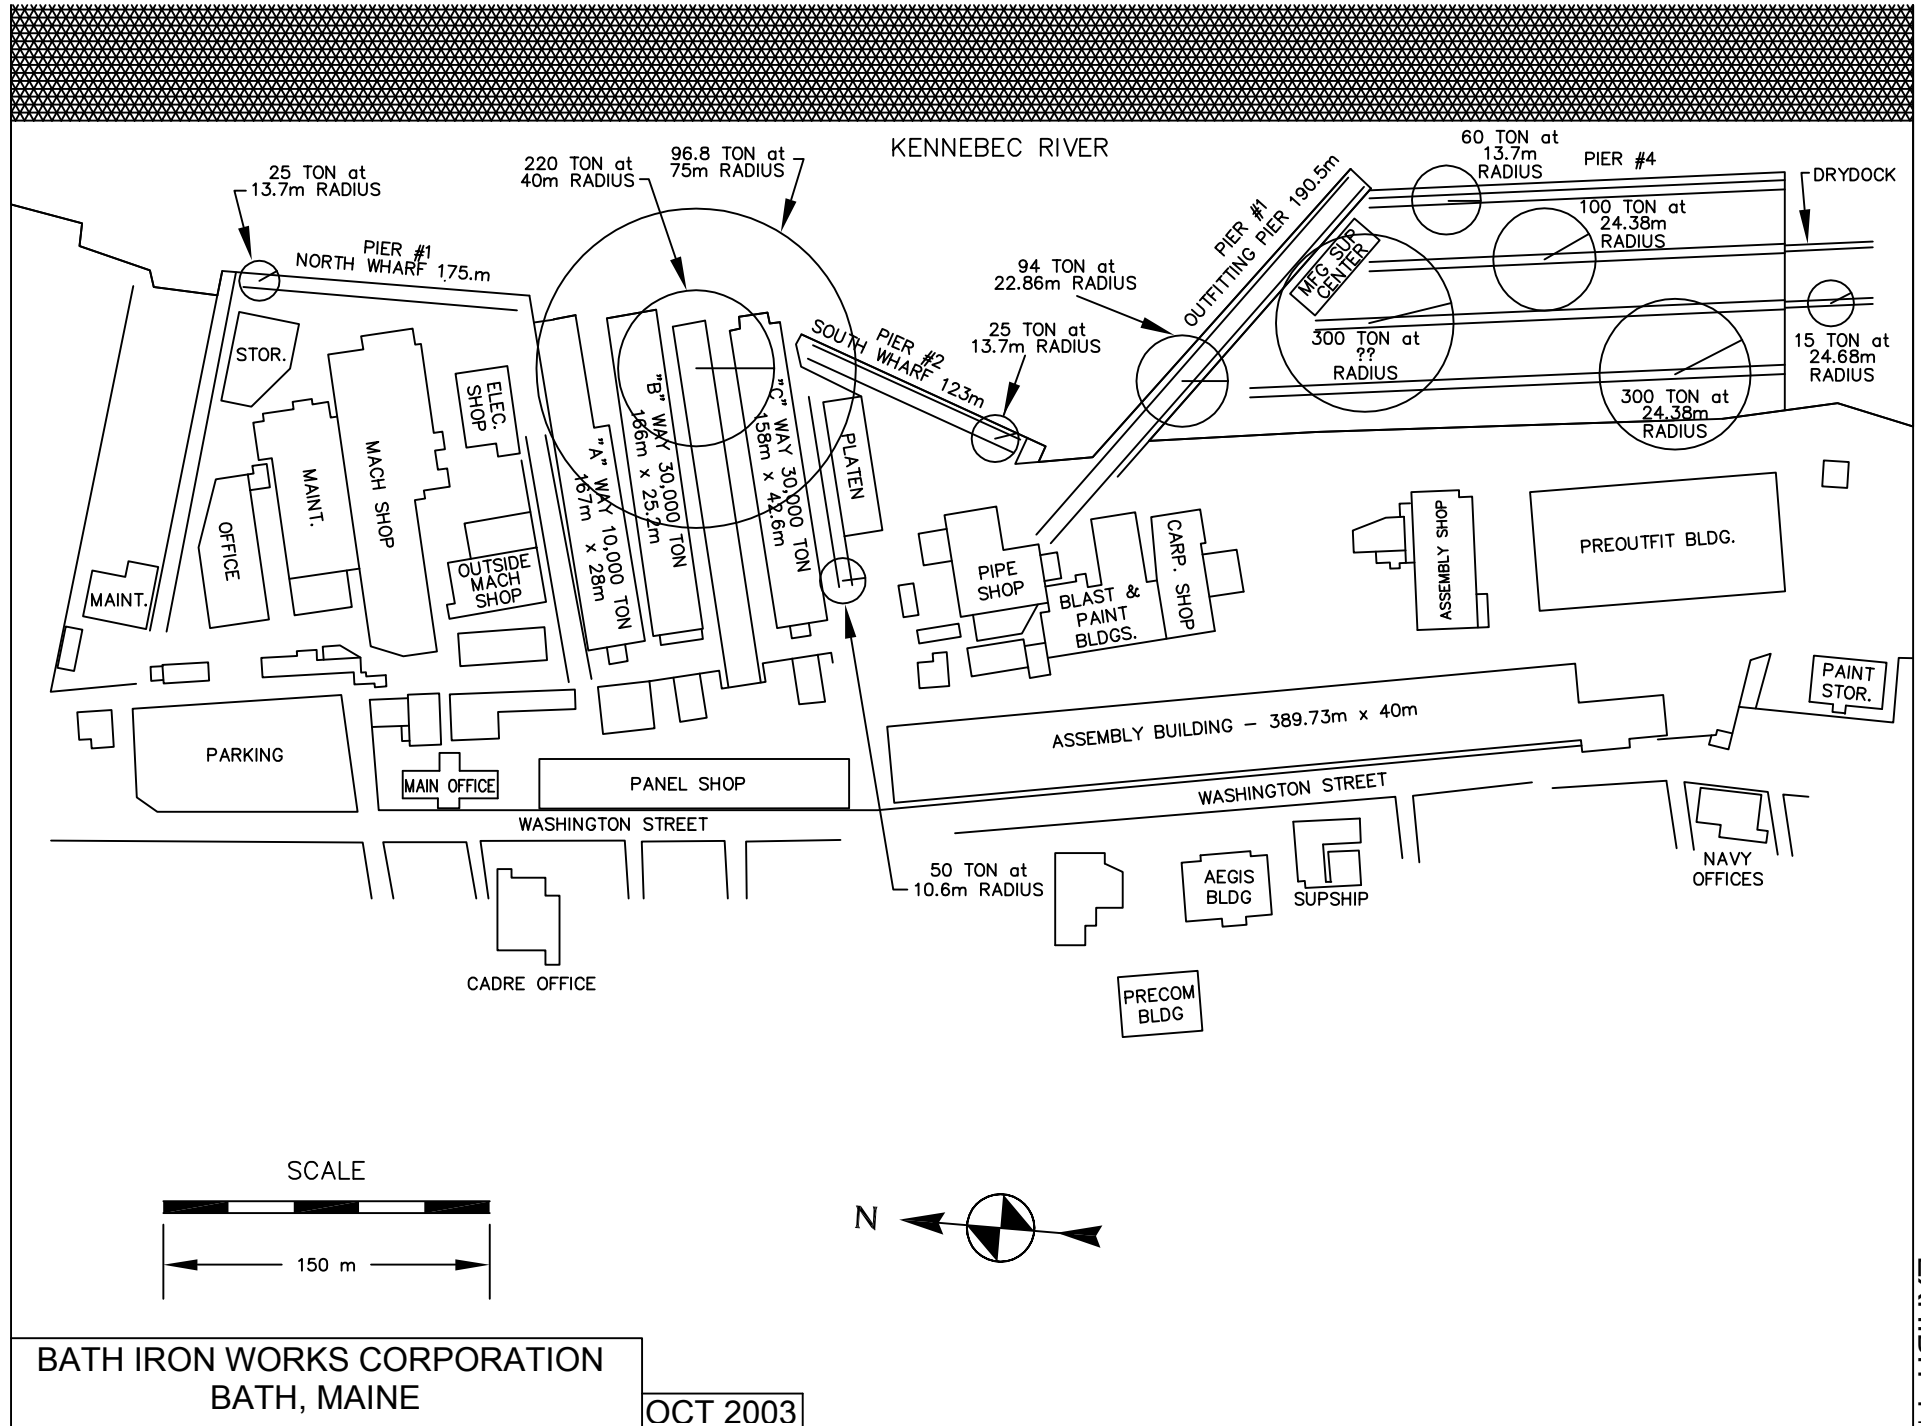 KENNEBEC RIVER
25 TON at
13.7m RADIUS
220 TON at
40m RADIUS
96.8 TON at
75m RADIUS
60 TON at
13.7m
RADIUS
PIER #4
DRYDOCK
100 TON at
24.38m
RADIUS
PIER #1
NORTH WHARF 175.m
PIER #1
OUTFITTING PIER 190.5m
MFG SUP
CENTER
94 TON at
22.86m RADIUS
25 TON at
13.7m RADIUS
PIER #2
SOUTH WHARF 123m
300 TON at
??
RADIUS
15 TON at
24.68m
RADIUS
300 TON at
24.38m
RADIUS
STOR.
ELEC.
SHOP
MACH SHOP
MAINT.
OFFICE
MAINT.
OUTSIDE
MACH
SHOP
"A" WAY 10,000 TON
167m x 28m
"B" WAY 30,000 TON
166m x 25.2m
"C" WAY 30,000 TON
158m x 42.6m
PLATEN
PIPE
SHOP
BLAST &
PAINT
BLDGS.
CARP. SHOP
ASSEMBLY SHOP
PREOUTFIT BLDG.
PAINT
STOR.
ASSEMBLY BUILDING - 389.73m x 40m
PARKING
MAIN OFFICE
PANEL SHOP
WASHINGTON STREET
WASHINGTON STREET
50 TON at
10.6m RADIUS
AEGIS
BLDG
SUPSHIP
NAVY
OFFICES
CADRE OFFICE
PRECOM
BLDG
SCALE
150 m
N
BATH IRON WORKS CORPORATION
BATH, MAINE
OCT 2003